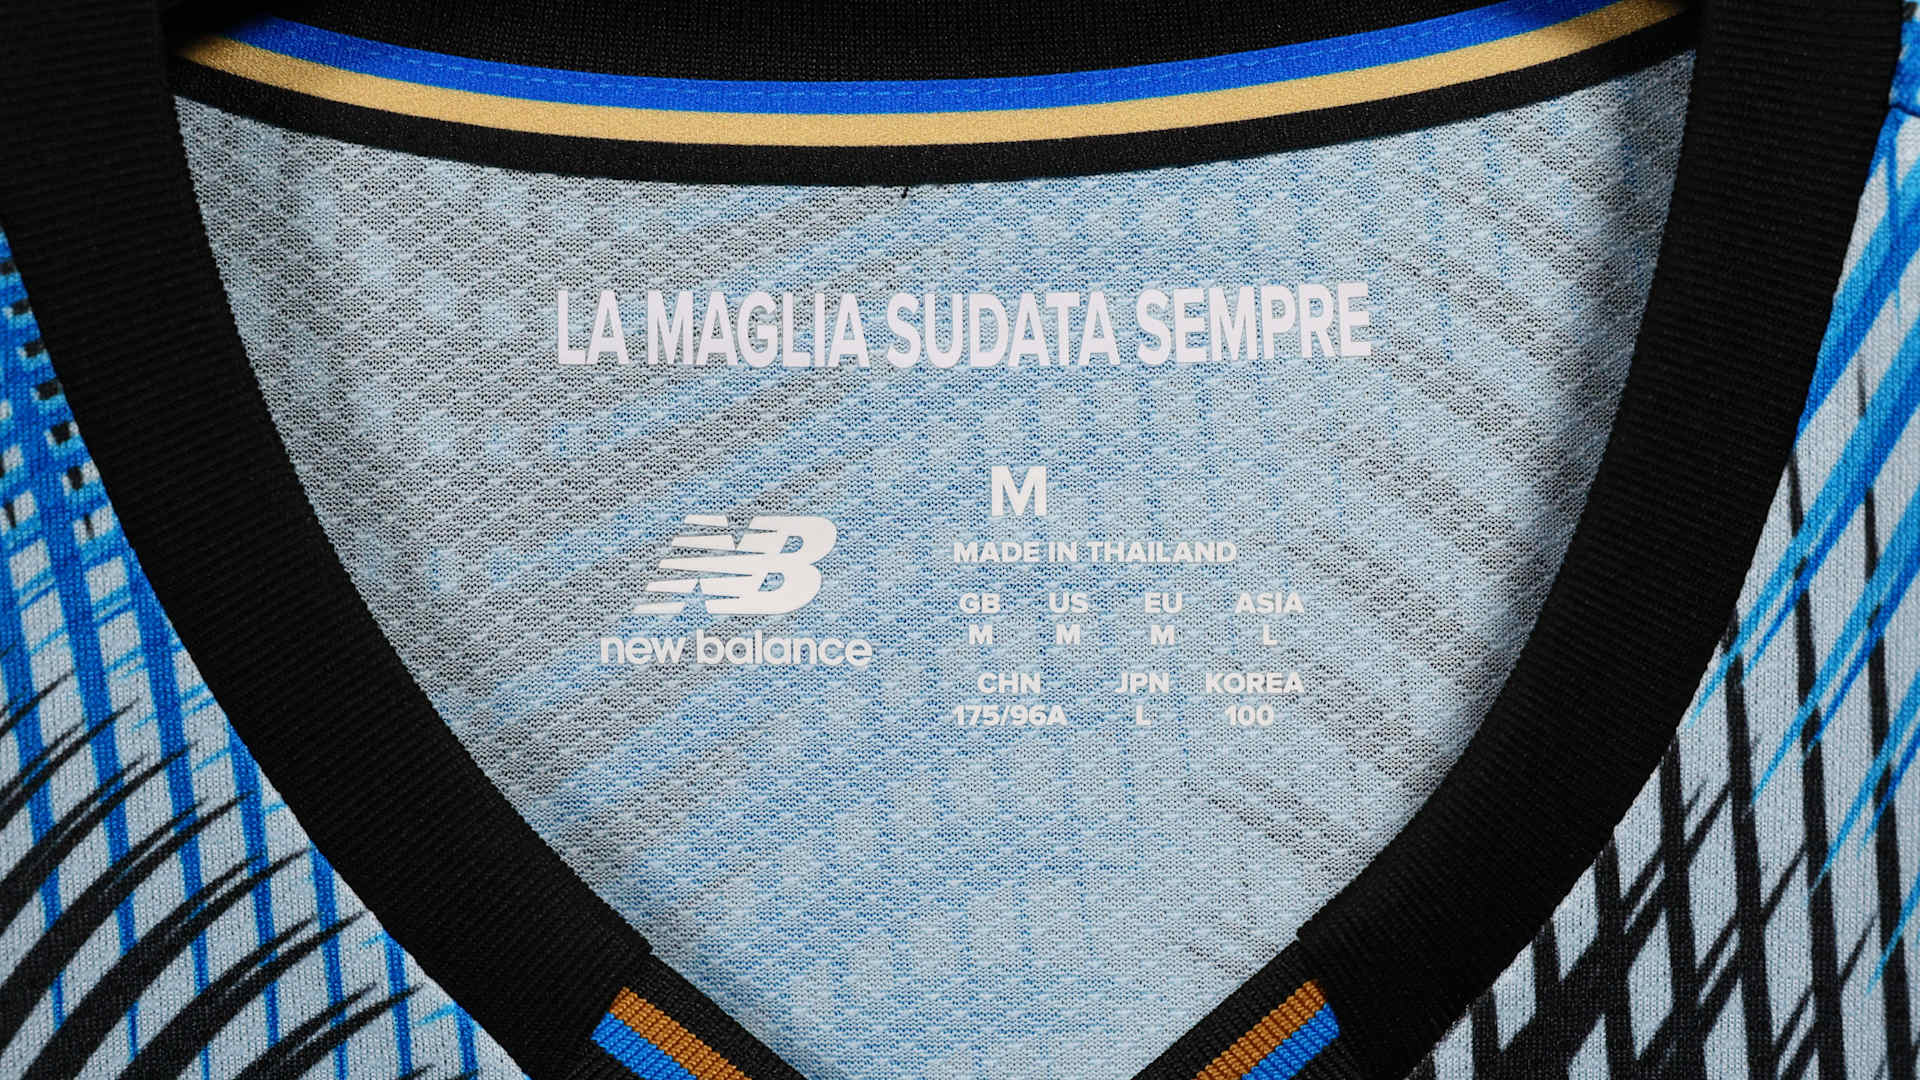 LA MAGLIA SUDATA SEMPRE
NB
new balance
M
MADE IN THAILAND
GB US EU ASIA
M M M L
CHN JPN KOREA
175/96A L 100